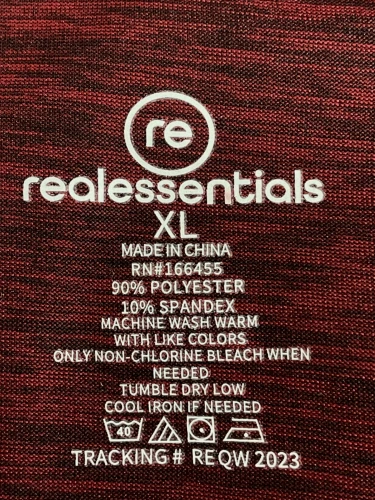 re
realessentials
XL
MADE IN CHINA
RN#166455
90% POLYESTER
10% SPANDEX
MACHINE WASH WARM
WITH LIKE COLORS
ONLY NON-CHLORINE BLEACH WHEN
NEEDED
TUMBLE DRY LOW
COOL IRON IF NEEDED
40
TRACKING# REQW 2023